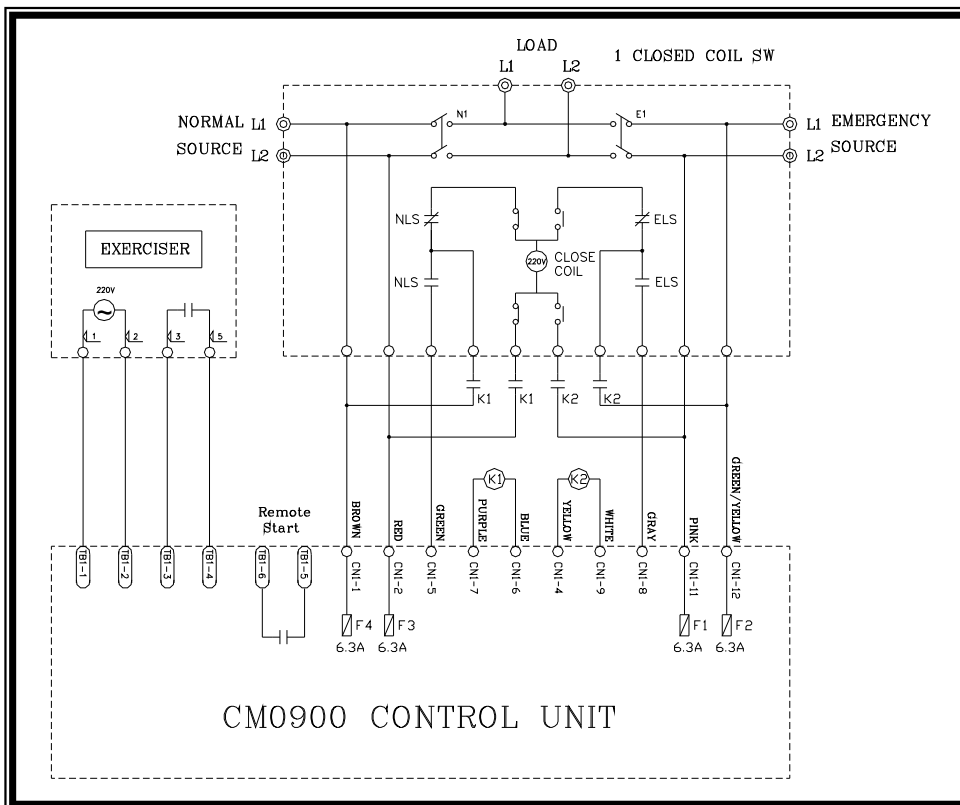 LOAD
1 CLOSED COIL SW
L1 L2
NORMAL L1
SOURCE L2
N1
E1
L1 EMERGENCY
L2 SOURCE
NLS
ELS
EXERCISER
220V
CLOSE
COIL
NLS
ELS
220V
1 2 3 5
K1 K1 K2 K2
K1
K2
Remote
Start
BROWN
RED
GREEN
PURPLE
BLUE
YELLOW
WHITE
GRAY
PINK
GREEN/YELLOW
TB1-1
TB1-2
TB1-3
TB1-4
TB1-6
TB1-5
CN1-1
CN1-2
CN1-5
CN1-7
CN1-6
CN1-4
CN1-9
CN1-8
CN1-11
CN1-12
F4 F3 F1 F2
6.3A 6.3A 6.3A 6.3A
CM0900 CONTROL UNIT